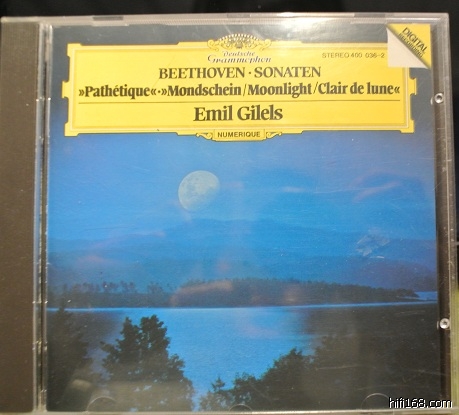 DIGITAL
Deutsche
Grammophon
STEREO 400 036-2
BEETHOVEN · SONATEN
»Pathétique«·»Mondschein/Moonlight/Clair de lune«
Emil Gilels
NUMERIQUE
hifi168.com